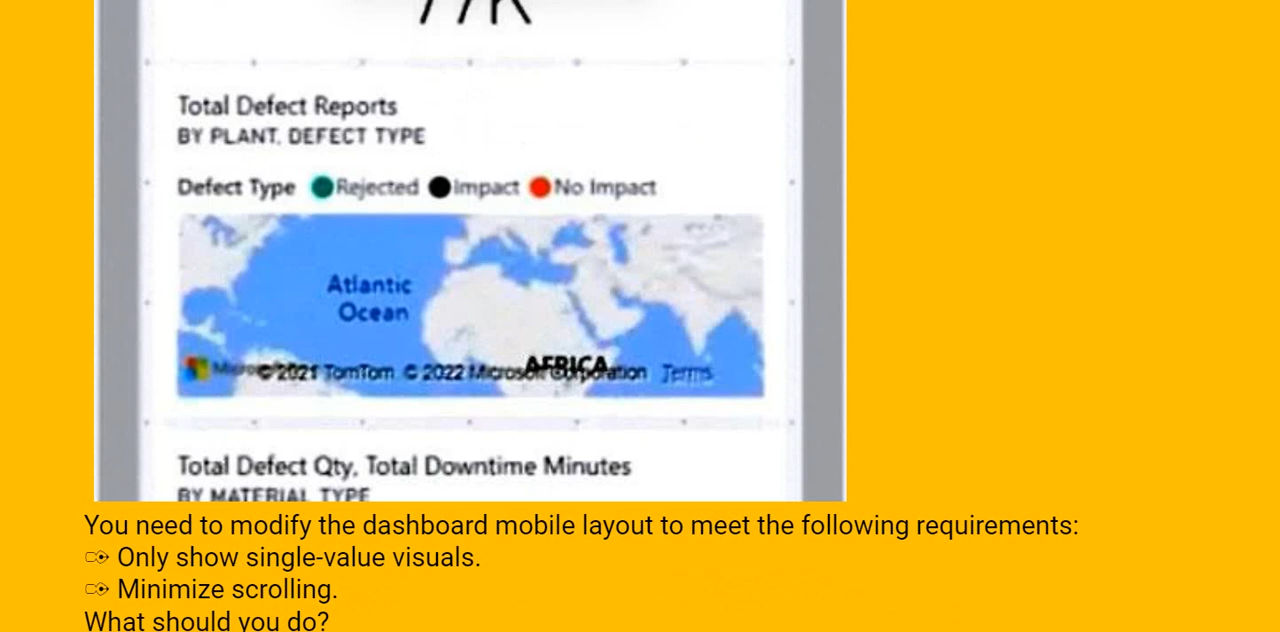 77K
Total Defect Reports
BY PLANT, DEFECT TYPE
Defect Type Rejected Impact No Impact
Atlantic
Ocean
AFRICA
© 2021 TomTom, © 2022 Microsoft Corporation Terms
Total Defect Qty, Total Downtime Minutes
BY MATERIAL TYPE
You need to modify the dashboard mobile layout to meet the following requirements:
Only show single-value visuals.
Minimize scrolling.
What should you do?